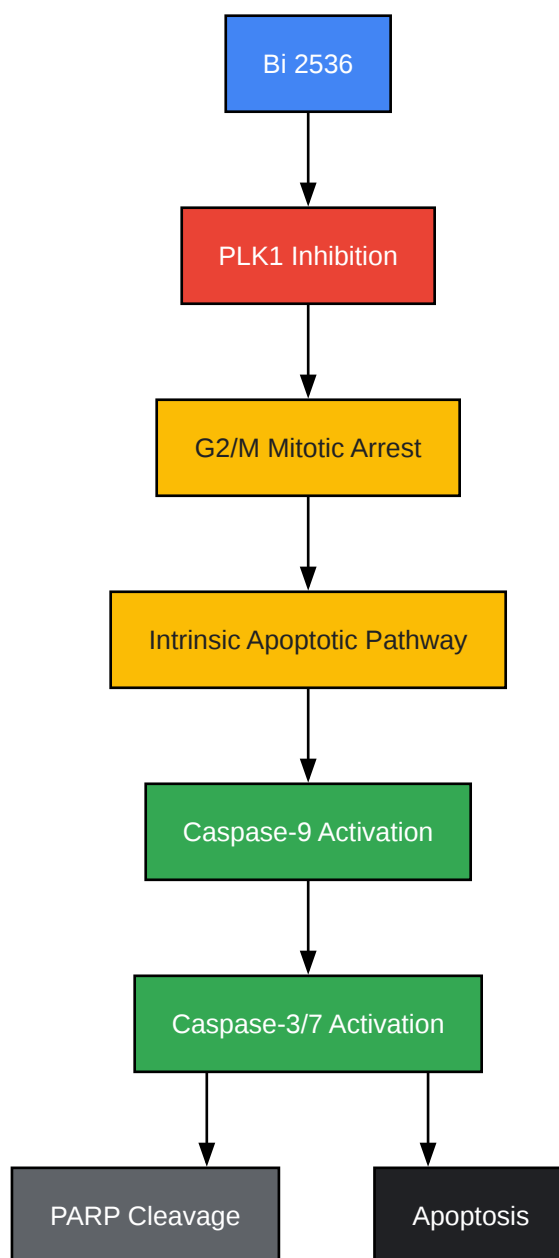 Bi 2536
PLK1 Inhibition
G2/M Mitotic Arrest
Intrinsic Apoptotic Pathway
Caspase-9 Activation
Caspase-3/7 Activation
PARP Cleavage
Apoptosis